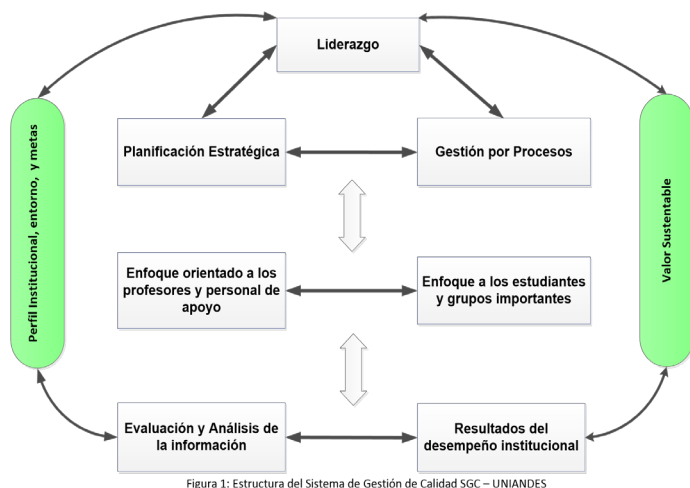 Liderazgo
Perfil Institucional, entorno, y metas
Planificación Estratégica
Gestión por Procesos
Valor Sustentable
Enfoque orientado a los
profesores y personal de
apoyo
Enfoque a los estudiantes
y grupos importantes
Evaluación y Análisis de
la información
Resultados del
desempeño institucional
Figura 1: Estructura del Sistema de Gestión de Calidad SGC – UNIANDES